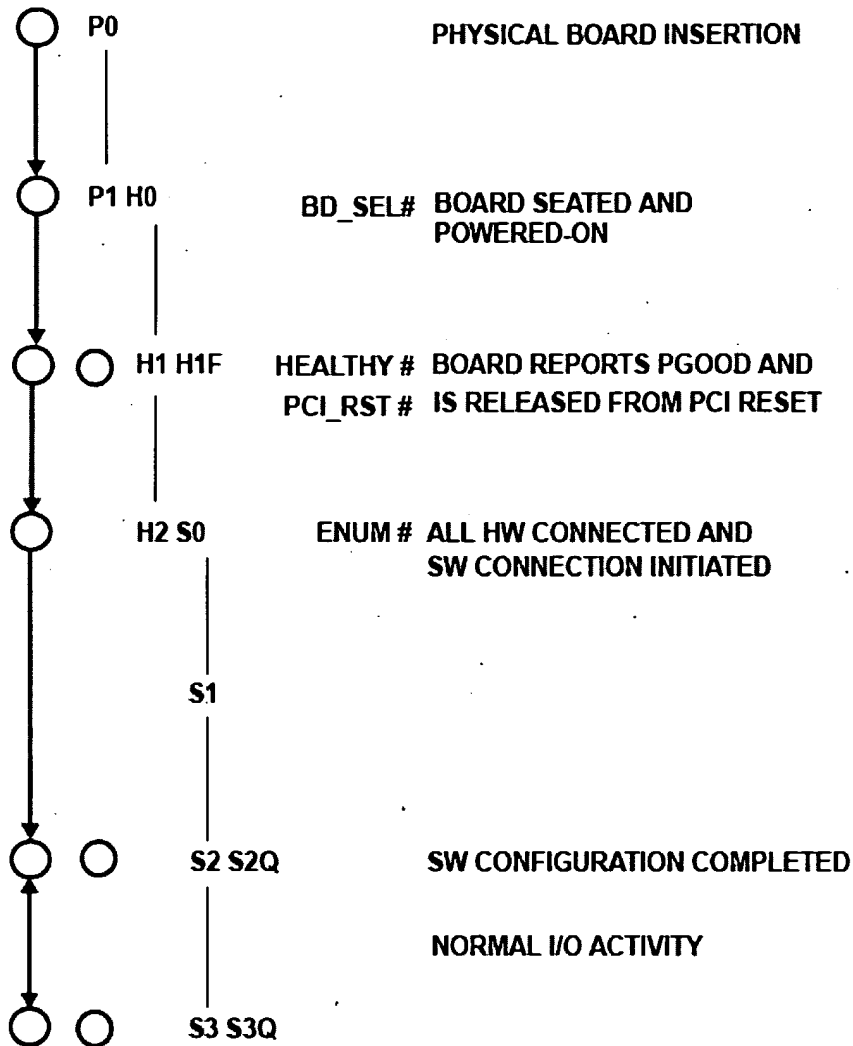 P0 PHYSICAL BOARD INSERTION
P1 H0 BD_SEL# BOARD SEATED AND
POWERED-ON
H1 H1F HEALTHY # BOARD REPORTS PGOOD AND
PCI_RST # IS RELEASED FROM PCI RESET
H2 S0 ENUM # ALL HW CONNECTED AND
SW CONNECTION INITIATED
S1
S2 S2Q SW CONFIGURATION COMPLETED
NORMAL I/O ACTIVITY
S3 S3Q